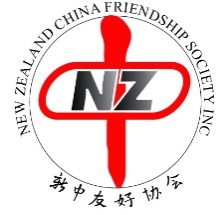 NEW ZEALAND CHINA FRIENDSHIP SOCIETY INC
NZ
新中友好协会